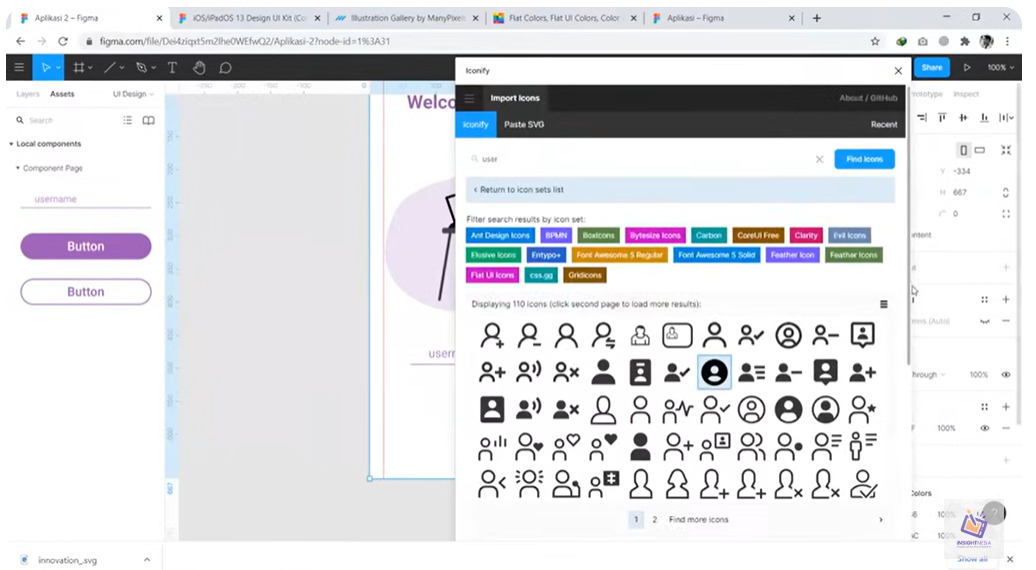 Aplikasi 2 – Figma
iOS/iPadOS 13 Design UI Kit (Co
Illustration Gallery by ManyPixels
Flat Colors, Flat UI Colors, Color
Aplikasi – Figma
figma.com/file/Dei4ziqxt5m2lhe0WEfwQ2/Aplikasi-2?node-id=1%3A31
Iconify
Share
100%
Layers
Assets
UI Design
Import Icons
About / GitHub
Prototype
Inspect
Search
Iconify
Paste SVG
Recent
Local components
Component Page
username
Button
Button
Welco
usern
user
Find Icons
Return to icon sets list
Filter search results by icon set:
Ant Design Icons
BPMN
BoxIcons
Bytesize Icons
Carbon
CoreUI Free
Clarity
Evil Icons
Elusive Icons
Entypo+
Font Awesome 5 Regular
Font Awesome 5 Solid
Feather Icon
Feather Icons
Flat UI Icons
css.gg
Gridicons
Displaying 110 icons (click second page to load more results):
1 2 Find more icons
Y -334
H 667
0
100%
100%
100%
667
INSIGHTNESIA
innovation_.svg
Show all